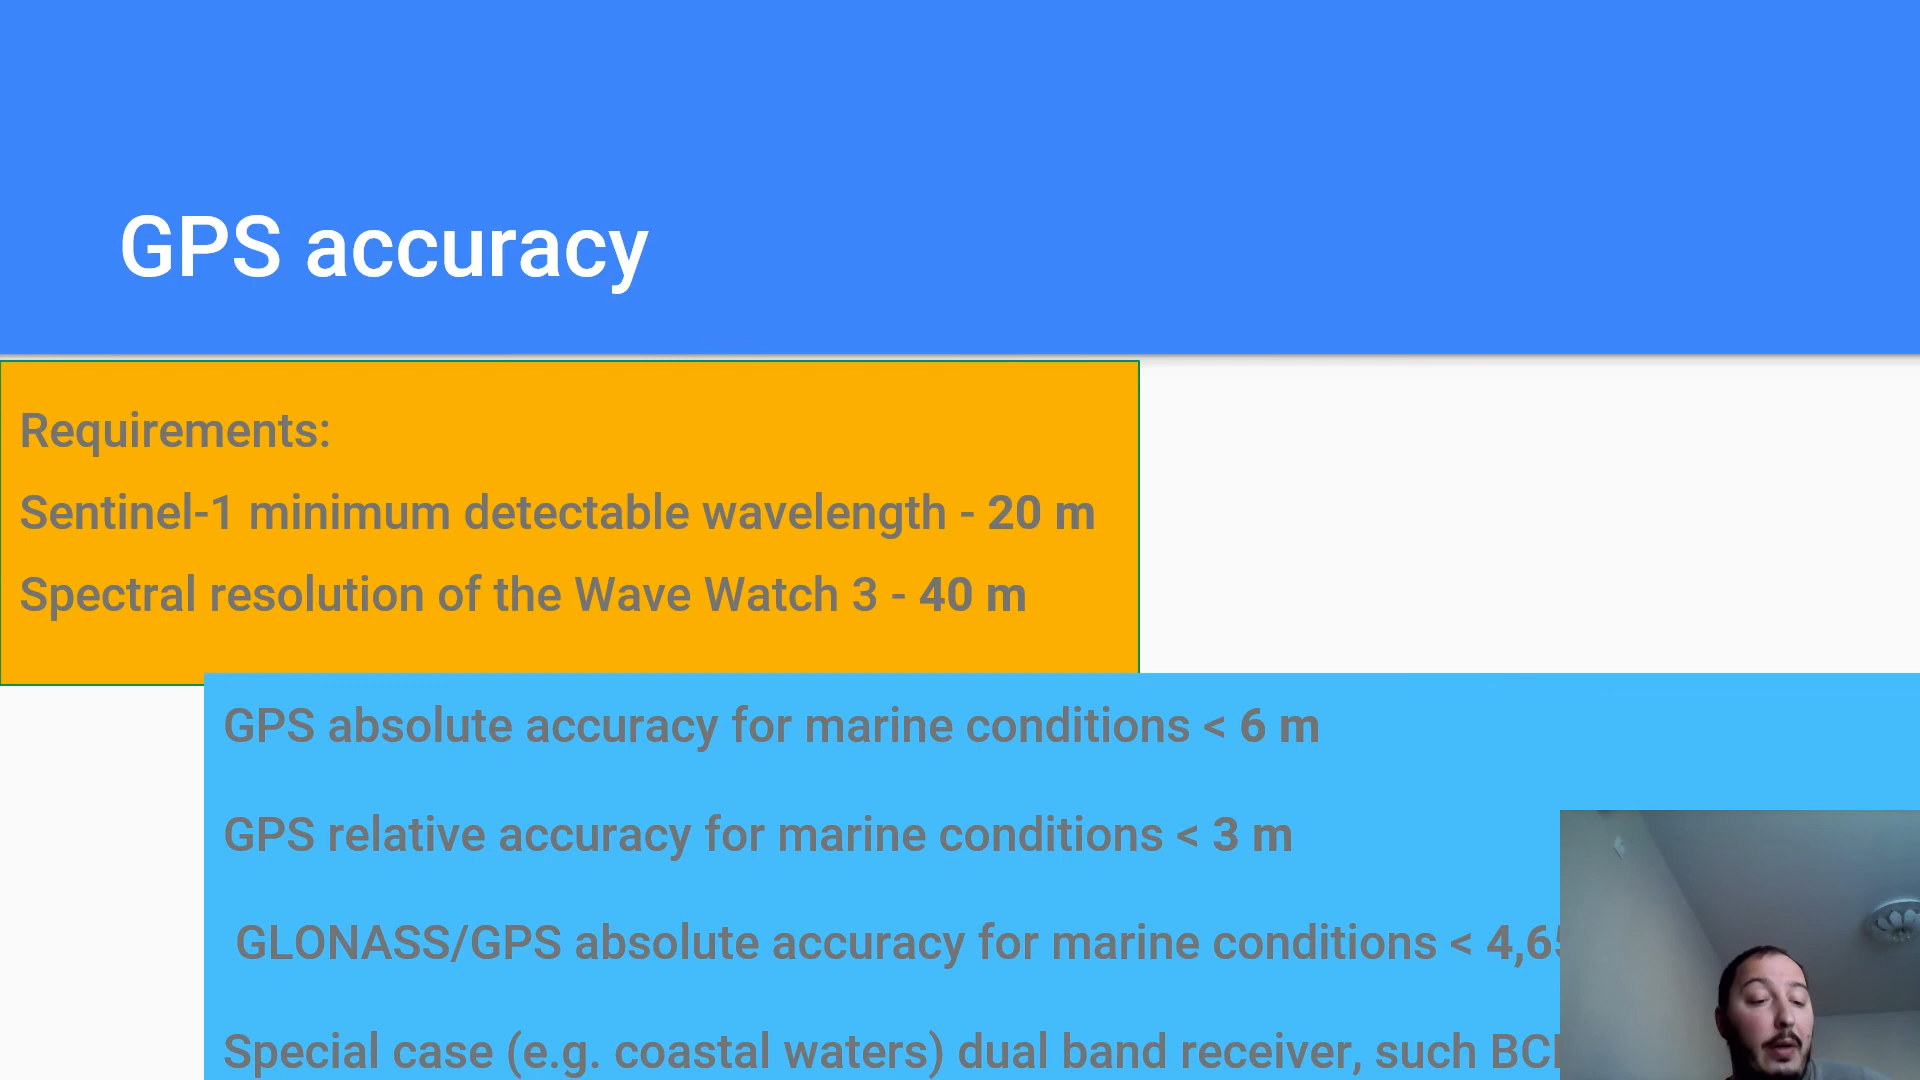 GPS accuracy
Requirements:
Sentinel-1 minimum detectable wavelength - 20 m
Spectral resolution of the Wave Watch 3 - 40 m
GPS absolute accuracy for marine conditions < 6 m
GPS relative accuracy for marine conditions < 3 m
GLONASS/GPS absolute accuracy for marine conditions <
Special case (e.g. coastal waters) dual band receiver, such